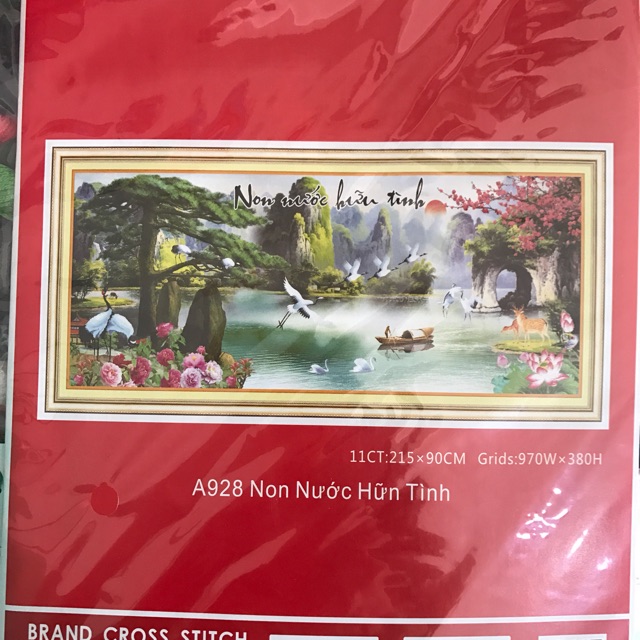 Non nước hữu tình
11CT:215×90CM Grids:970W×380H
A928 Non Nước Hữn Tình
BRAND CROSS STITCH